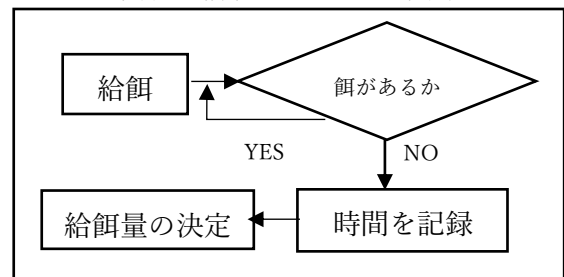 給餌
餌があるか
YES
NO
給餌量の決定
時間を記録